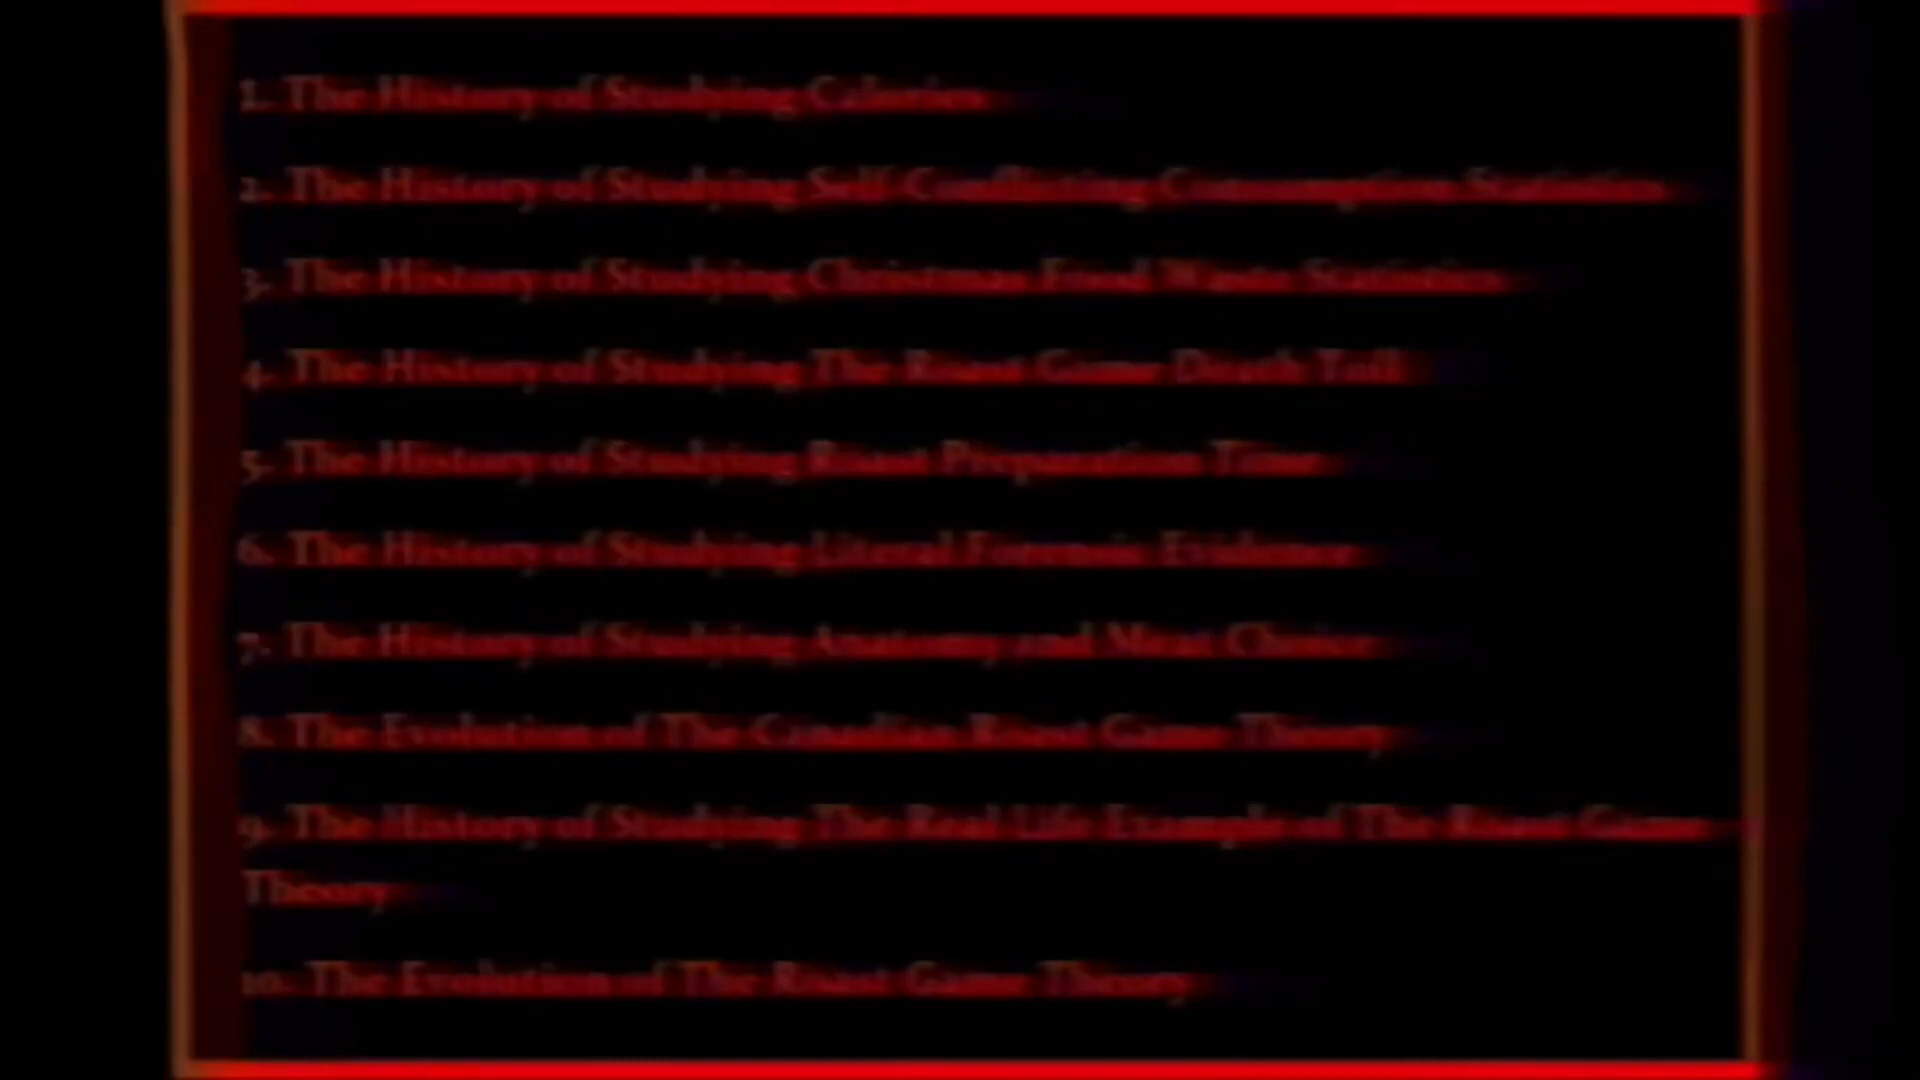 1. The History of Studying Calories
2. The History of Studying Self-Conflicting Consumption Statistics
3. The History of Studying Christmas Food Waste Statistics
4. The History of Studying The Roast Game Death Toll
5. The History of Studying Roast Preparation Time
6. The History of Studying Literal Forensic Evidence
7. The History of Studying Anatomy and Meat Choice
8. The Evolution of The Canadian Roast Game Theory
9. The History of Studying The Real Life Example of The Roast Game
Theory
10. The Evolution of The Roast Game Theory